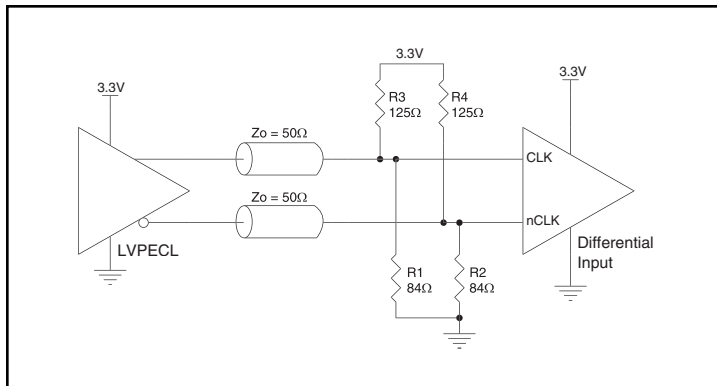 3.3V
3.3V
3.3V
R3
125Ω
R4
125Ω
Zo = 50Ω
CLK
Zo = 50Ω
nCLK
LVPECL
Differential
Input
R1
84Ω
R2
84Ω